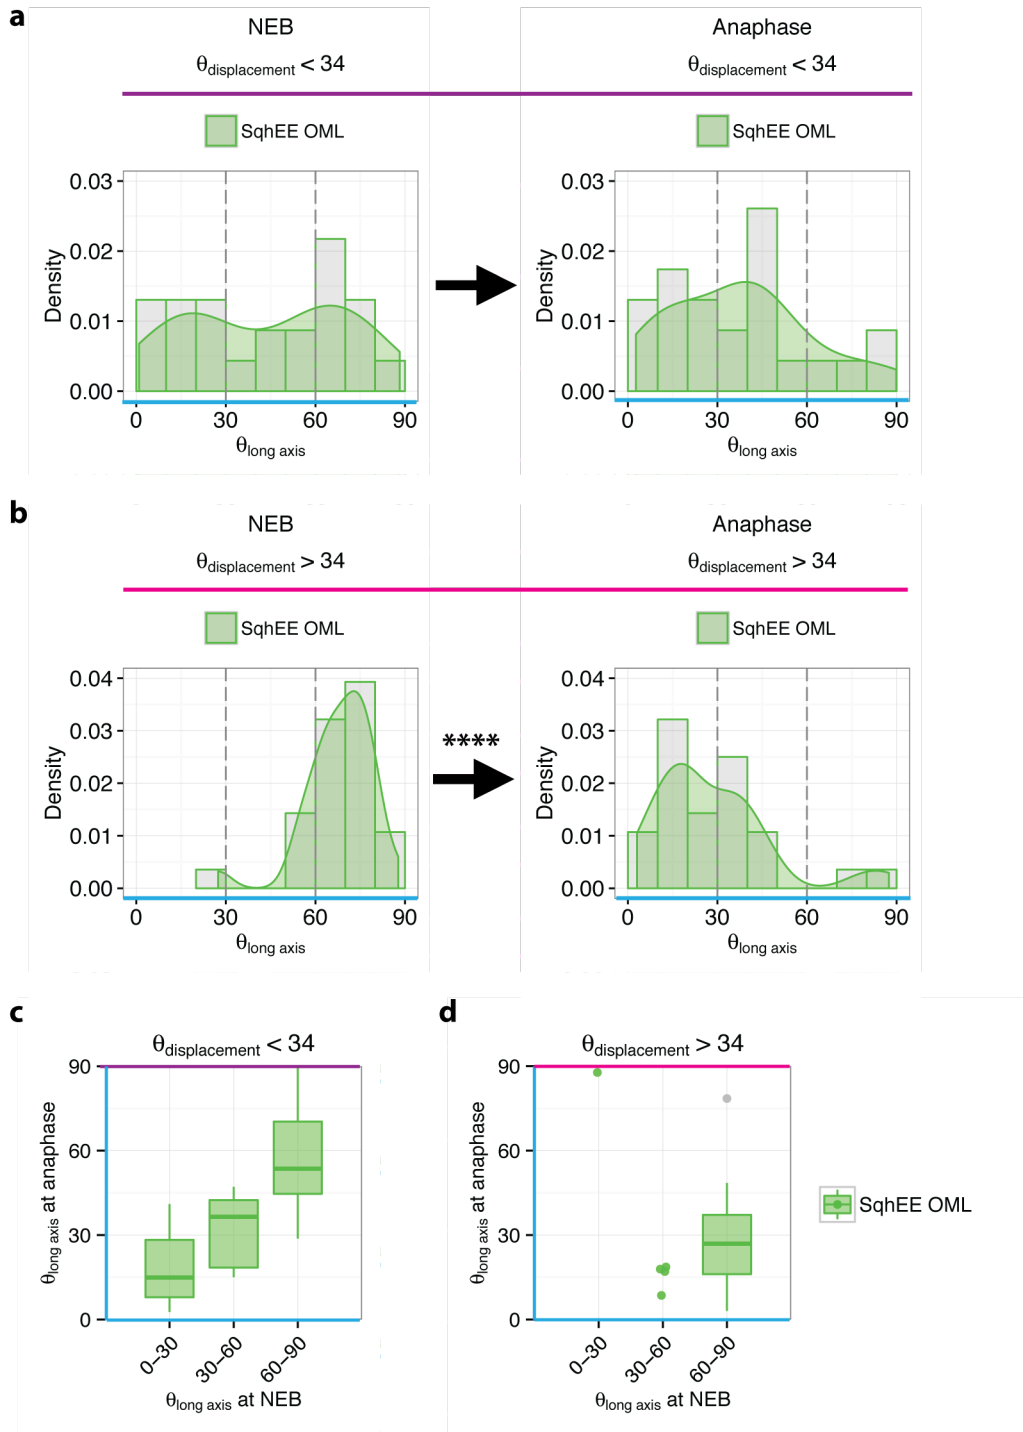 a
NEB
θdisplacement < 34
SqhEE OML
0.03
0.02
0.01
0.00
Density
0 30 60 90
θlong axis
Anaphase
θdisplacement < 34
SqhEE OML
0.03
0.02
0.01
0.00
Density
0 30 60 90
θlong axis
b
NEB
θdisplacement > 34
SqhEE OML
0.04
0.03
0.02
0.01
0.00
Density
0 30 60 90
θlong axis
****
Anaphase
θdisplacement > 34
SqhEE OML
0.04
0.03
0.02
0.01
0.00
Density
0 30 60 90
θlong axis
c
θdisplacement < 34
90
60
30
0
θlong axis at anaphase
0–30 30–60 60–90
θlong axis at NEB
d
θdisplacement > 34
90
60
30
0
θlong axis at anaphase
0–30 30–60 60–90
θlong axis at NEB
SqhEE OML